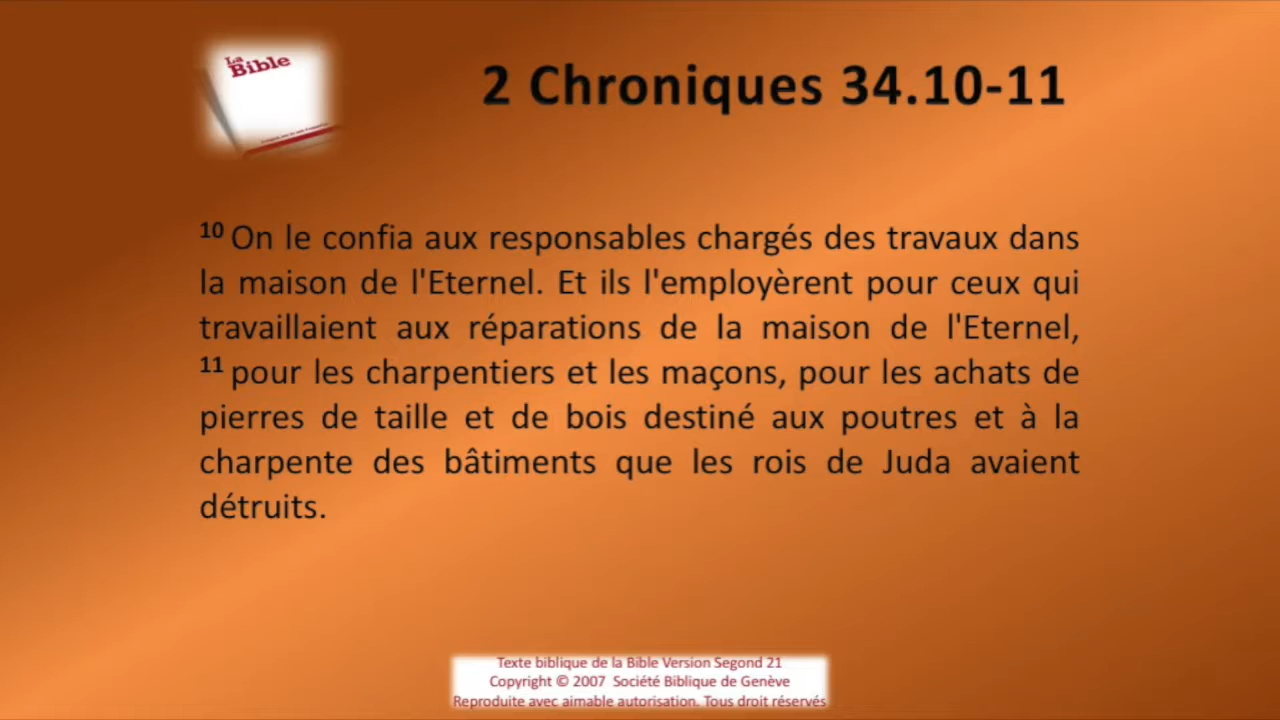 La
Bible
2 Chroniques 34.10-11
10 On le confia aux responsables chargés des travaux dans
la maison de l'Eternel. Et ils l'employèrent pour ceux qui
travaillaient aux réparations de la maison de l'Eternel,
11 pour les charpentiers et les maçons, pour les achats de
pierres de taille et de bois destiné aux poutres et à la
charpente des bâtiments que les rois de Juda avaient
détruits.
Texte biblique de la Bible Version Segond 21
Copyright © 2007 Société Biblique de Genève
Reproduite avec aimable autorisation. Tous droit réservés